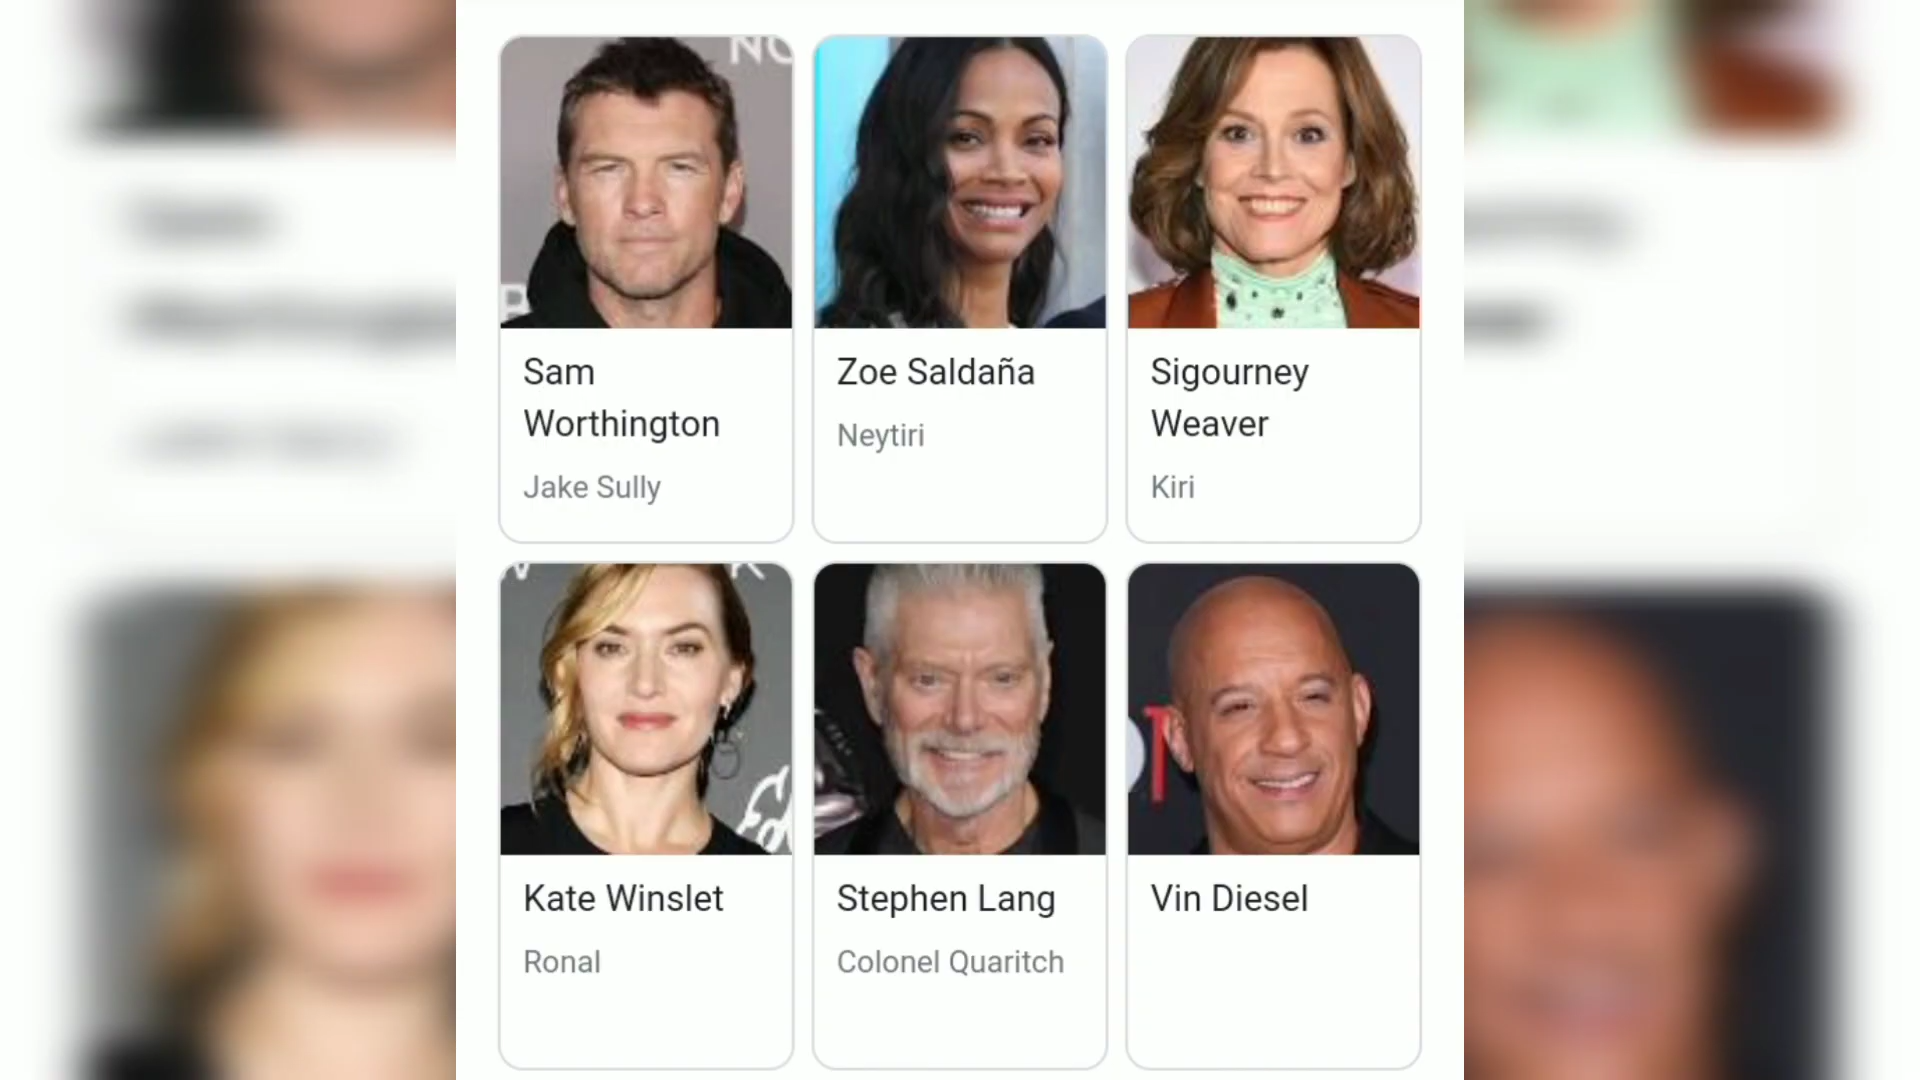 NO
Sam
Worthington
Jake Sully
Zoe Saldaña
Neytiri
Sigourney
Weaver
Kiri
Kate Winslet
Ronal
Stephen Lang
Colonel Quaritch
Vin Diesel